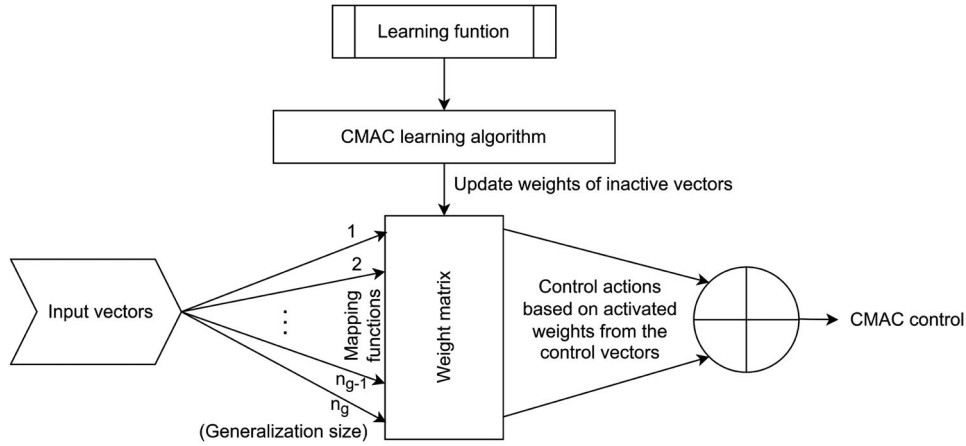 Learning funtion
CMAC learning algorithm
Update weights of inactive vectors
Input vectors
1
2
...
n_g-1
n_g
(Generalization size)
Mapping
functions
Weight matrix
Control actions
based on activated
weights from the
control vectors
CMAC control